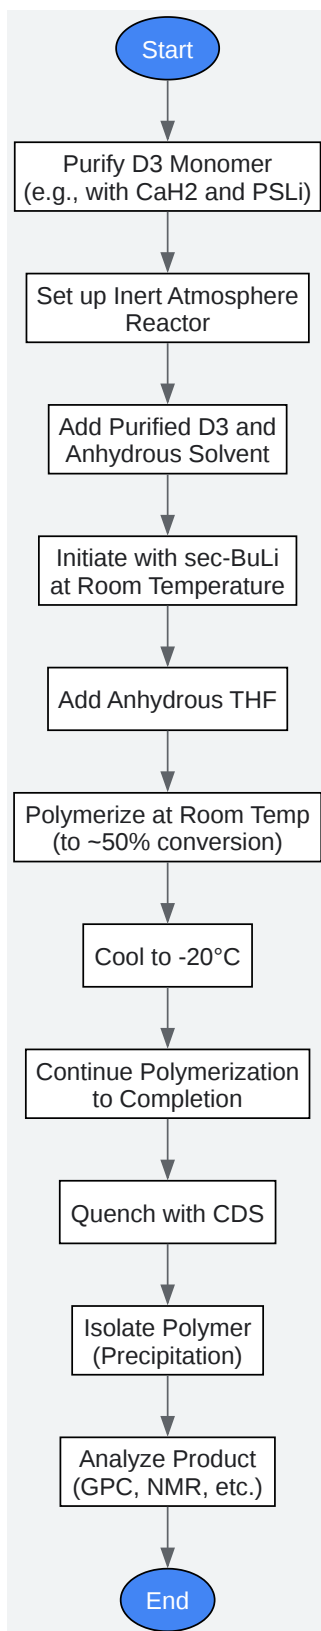 Start
Purify D3 Monomer
(e.g., with CaH2 and PSLi)
Set up Inert Atmosphere
Reactor
Add Purified D3 and
Anhydrous Solvent
Initiate with sec-BuLi
at Room Temperature
Add Anhydrous THF
Polymerize at Room Temp
(to ~50% conversion)
Cool to -20°C
Continue Polymerization
to Completion
Quench with CDS
Isolate Polymer
(Precipitation)
Analyze Product
(GPC, NMR, etc.)
End